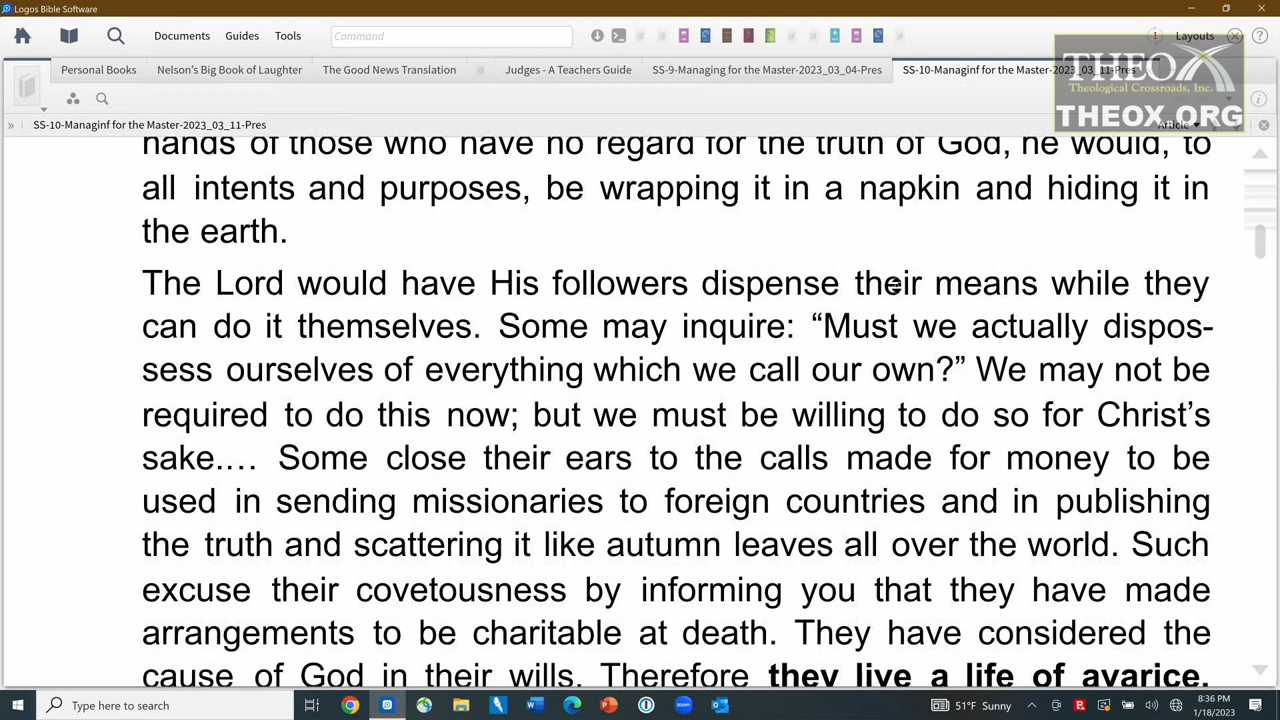 Logos Bible Software
Documents Guides Tools Command Layouts
Personal Books Nelson's Big Book of Laughter The Ga Judges - A Teachers Guide SS-9-Managing for the Master-2023_03_04-Pres SS-10-Managinf for the Master-2023_03_11-Pres
THEOX
Theological Crossroads, Inc.
THEOX.ORG
SS-10-Managinf for the Master-2023_03_11-Pres Article
hands of those who have no regard for the truth of God, he would, to
all intents and purposes, be wrapping it in a napkin and hiding it in
the earth.
The Lord would have His followers dispense their means while they
can do it themselves. Some may inquire: “Must we actually dispos-
sess ourselves of everything which we call our own?” We may not be
required to do this now; but we must be willing to do so for Christ’s
sake.… Some close their ears to the calls made for money to be
used in sending missionaries to foreign countries and in publishing
the truth and scattering it like autumn leaves all over the world. Such
excuse their covetousness by informing you that they have made
arrangements to be charitable at death. They have considered the
cause of God in their wills. Therefore they live a life of avarice,
Type here to search
51°F Sunny
8:36 PM
1/18/2023